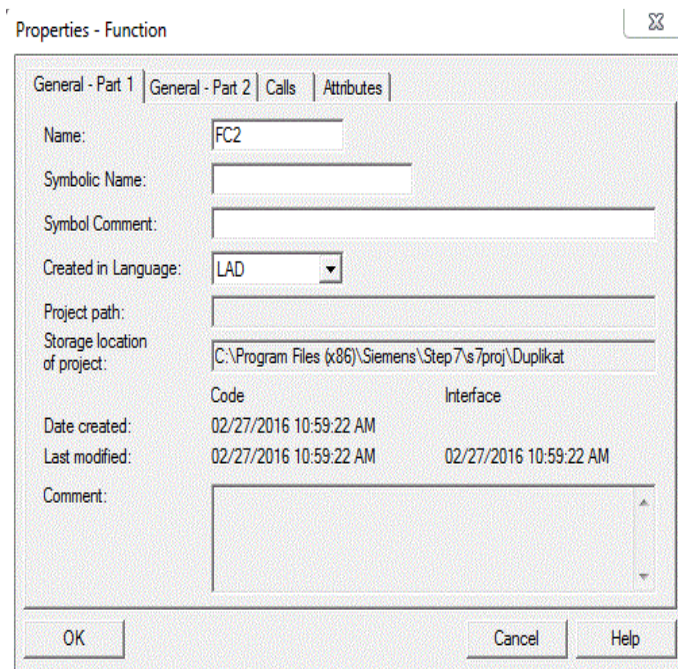 Properties - Function
General - Part 1 General - Part 2 Calls Attributes
Name: FC2
Symbolic Name:
Symbol Comment:
Created in Language: LAD
Project path:
Storage location
of project: C:\Program Files (x86)\Siemens\Step7\s7proj\Duplikat
Code Interface
Date created: 02/27/2016 10:59:22 AM
Last modified: 02/27/2016 10:59:22 AM 02/27/2016 10:59:22 AM
Comment:
OK Cancel Help